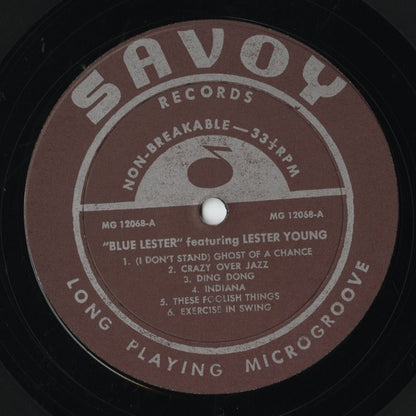 SAVOY
RECORDS
NON-BREAKABLE — 33⅓ RPM
MG 12068-A
MG 12068-A
"BLUE LESTER" featuring LESTER YOUNG
1. (I DON'T STAND) GHOST OF A CHANCE
2. CRAZY OVER JAZZ
3. DING DONG
4. INDIANA
5. THESE FOOLISH THINGS
6. EXERCISE IN SWING
LONG PLAYING MICROGROOVE